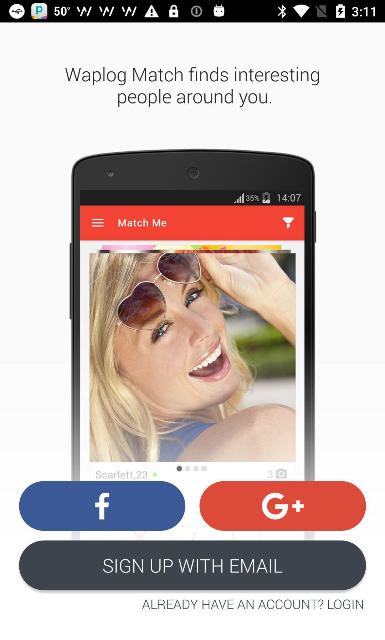 50°
3:11
Waplog Match finds interesting
people around you.
35% 14:07
Match Me
Scarlett,23
3
f
G+
SIGN UP WITH EMAIL
ALREADY HAVE AN ACCOUNT? LOGIN